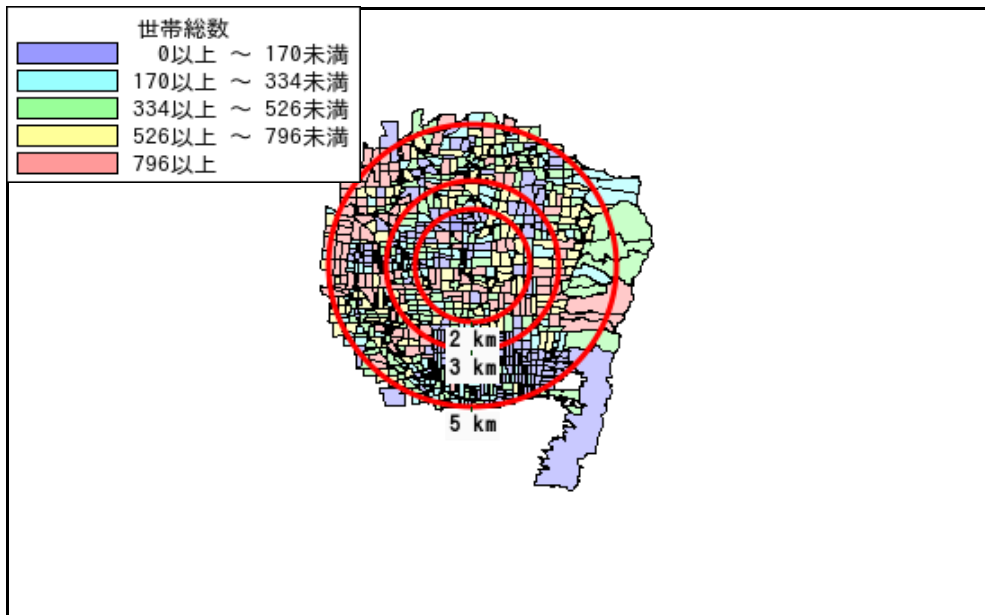 世帯総数
0以上 ～ 170未満
170以上 ～ 334未満
334以上 ～ 526未満
526以上 ～ 796未満
796以上
2 km
3 km
5 km